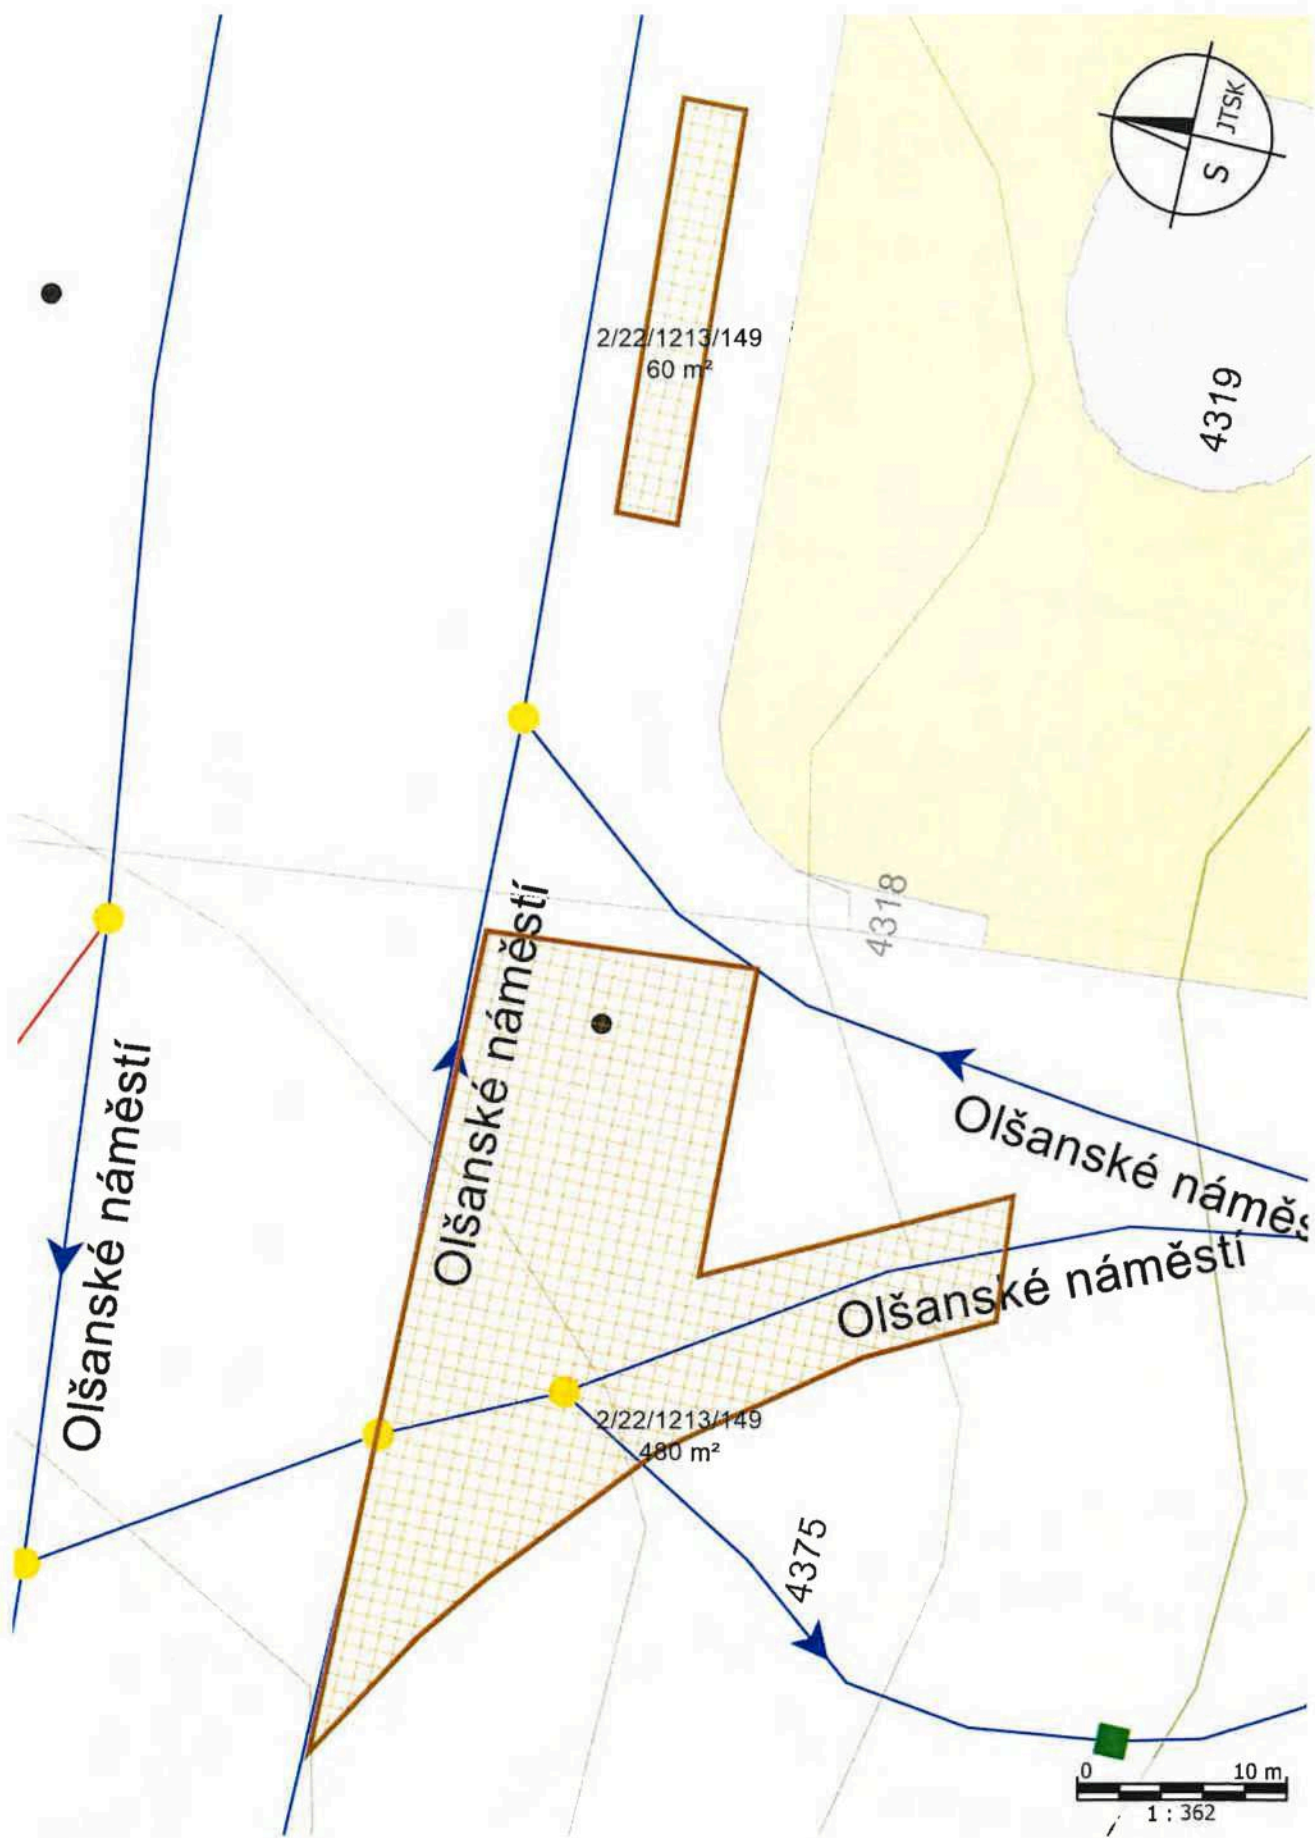 JTSK
S
2/22/1213/149
60 m²
4319
4318
Olšanské náměstí
Olšanské náměstí
Olšanské námě
Olšanské náměstí
2/22/1213/149
480 m²
4375
0 10 m
1 : 362